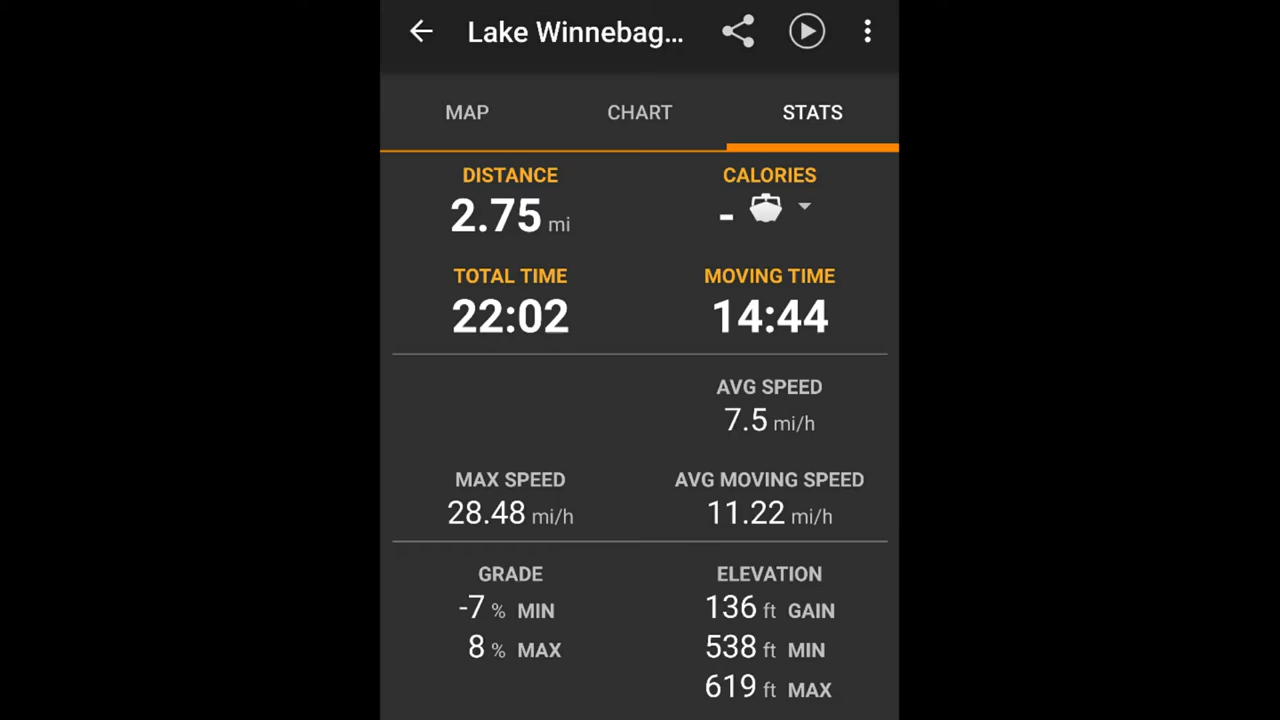 Lake Winnebag...
MAP CHART STATS
DISTANCE CALORIES
2.75 mi -
TOTAL TIME MOVING TIME
22:02 14:44
AVG SPEED
7.5 mi/h
MAX SPEED AVG MOVING SPEED
28.48 mi/h 11.22 mi/h
GRADE ELEVATION
-7 % MIN 136 ft GAIN
8 % MAX 538 ft MIN
619 ft MAX